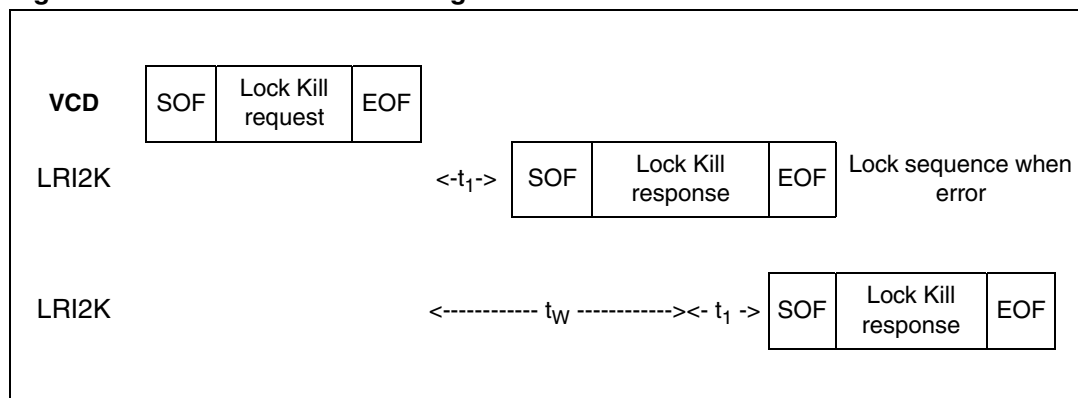 VCD SOF Lock Kill request EOF
LRI2K <-t1-> SOF Lock Kill response EOF Lock sequence when error
LRI2K <------------ tW ------------><- t1 -> SOF Lock Kill response EOF